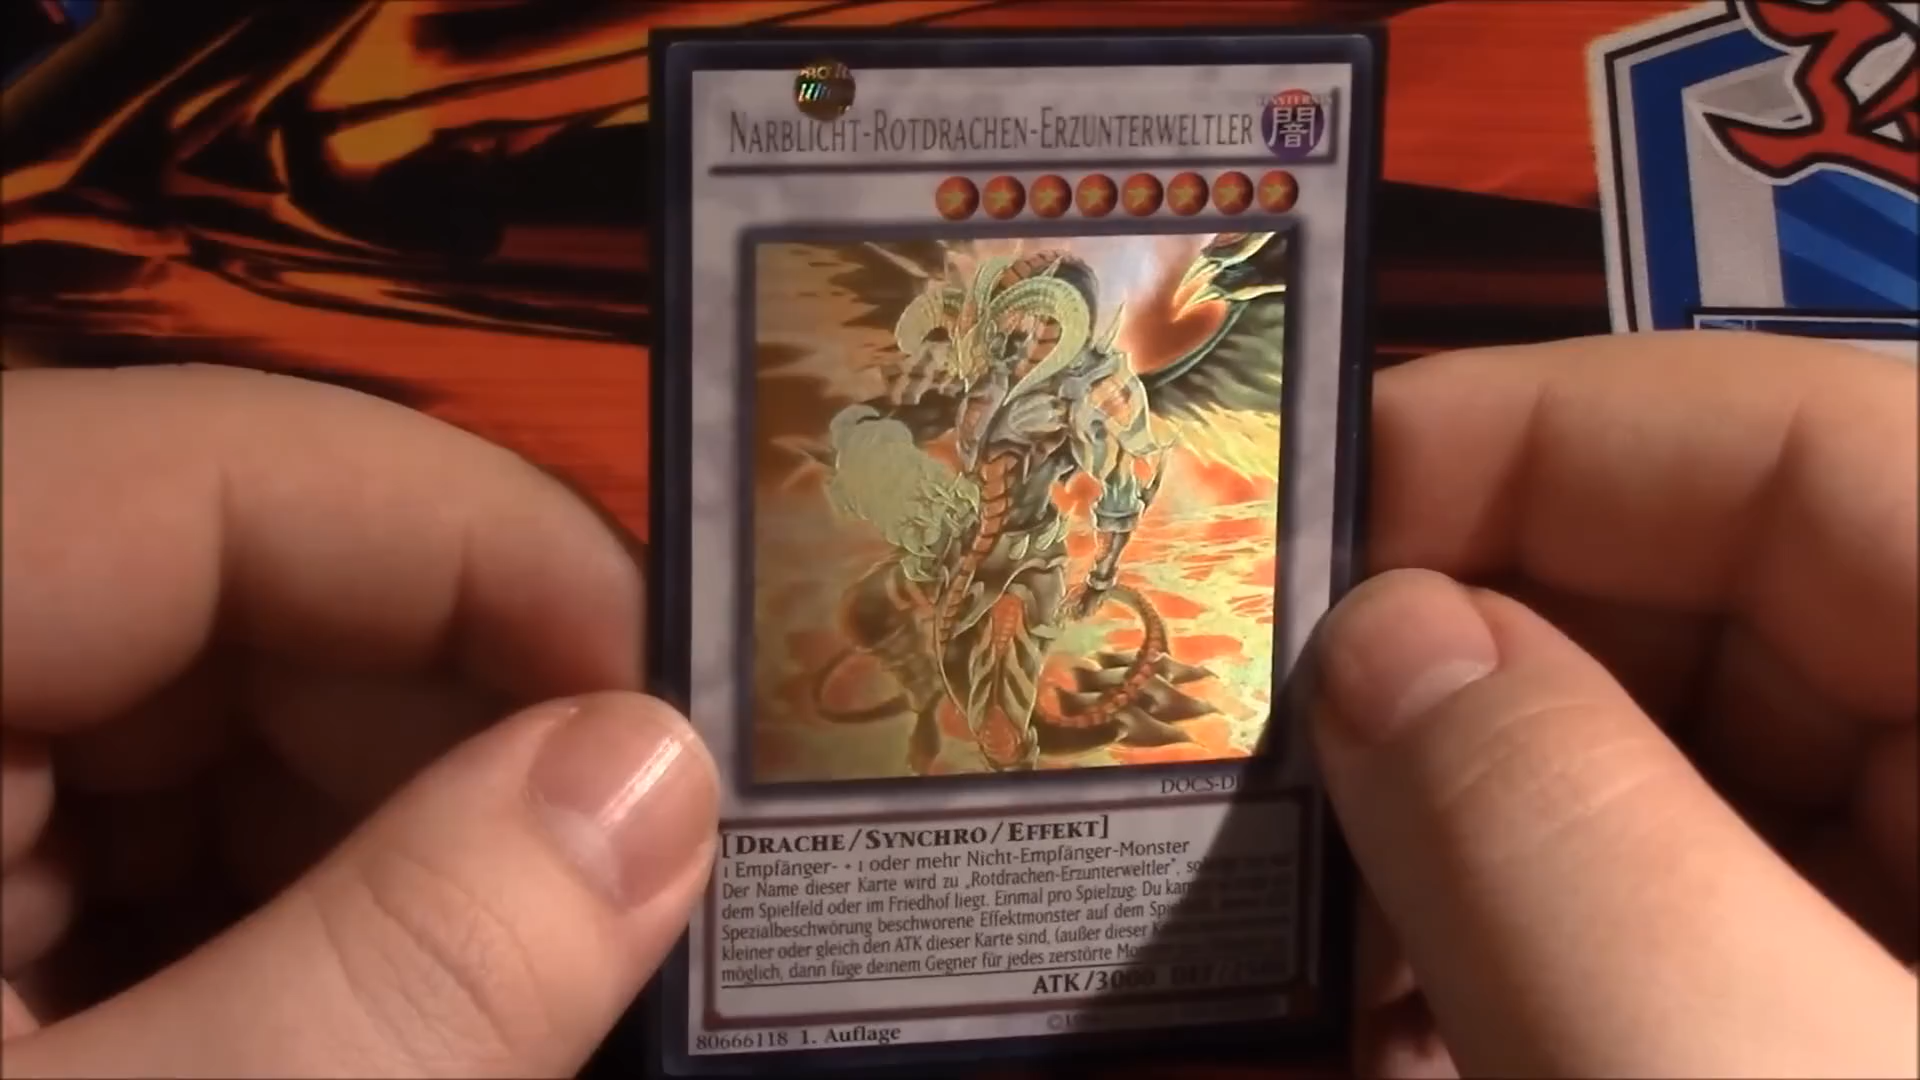 NARBLICHT-ROTDRACHEN-ERZUNTERWELTLER
闇
DOCS-D
[DRACHE/SYNCHRO/EFFEKT]
1 Empfänger- + 1 oder mehr Nicht-Empfänger-Monster
Der Name dieser Karte wird zu „Rotdrachen-Erzunterweltler",
dem Spielfeld oder im Friedhof liegt. Einmal pro Spielzug: Du
Spezialbeschwörung beschworene Effektmonster auf dem
kleiner oder gleich den ATK dieser Karte sind, (außer dieser
möglich, dann füge deinem Gegner für jedes zerstörte
ATK/3000
80666118 1. Auflage